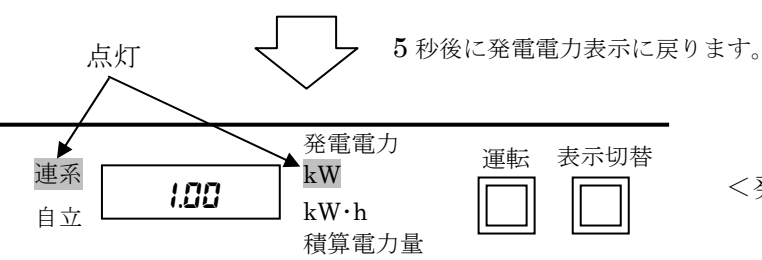 5 秒後に発電電力表示に戻ります。
点灯
発電電力
運転 表示切替
連系
1.00
kW
自立
kW·h
積算電力量